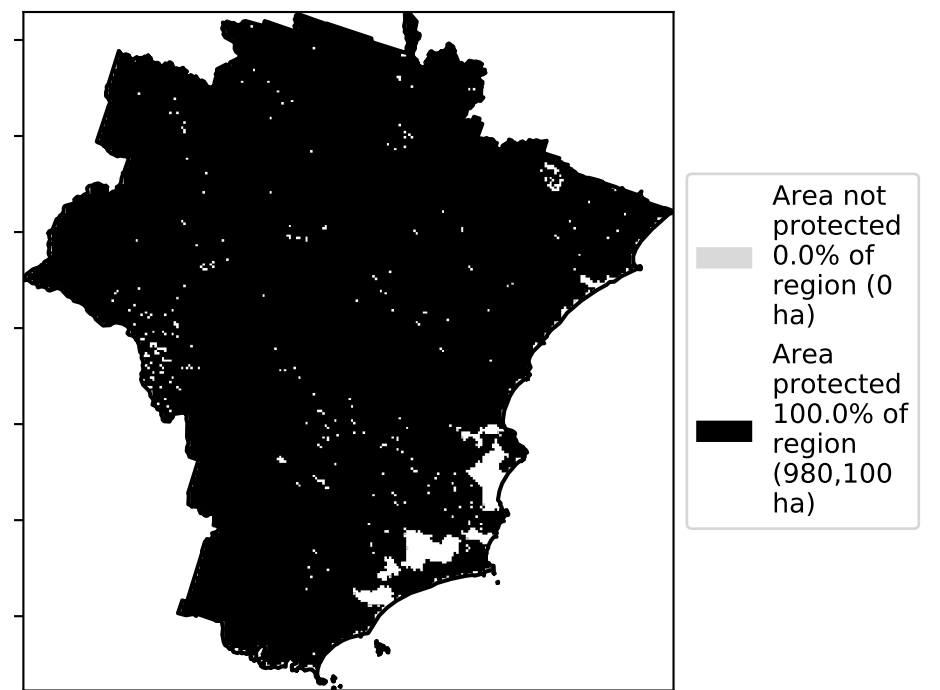 Area not
protected
0.0% of
region (0
ha)
Area
protected
100.0% of
region
(980,100
ha)